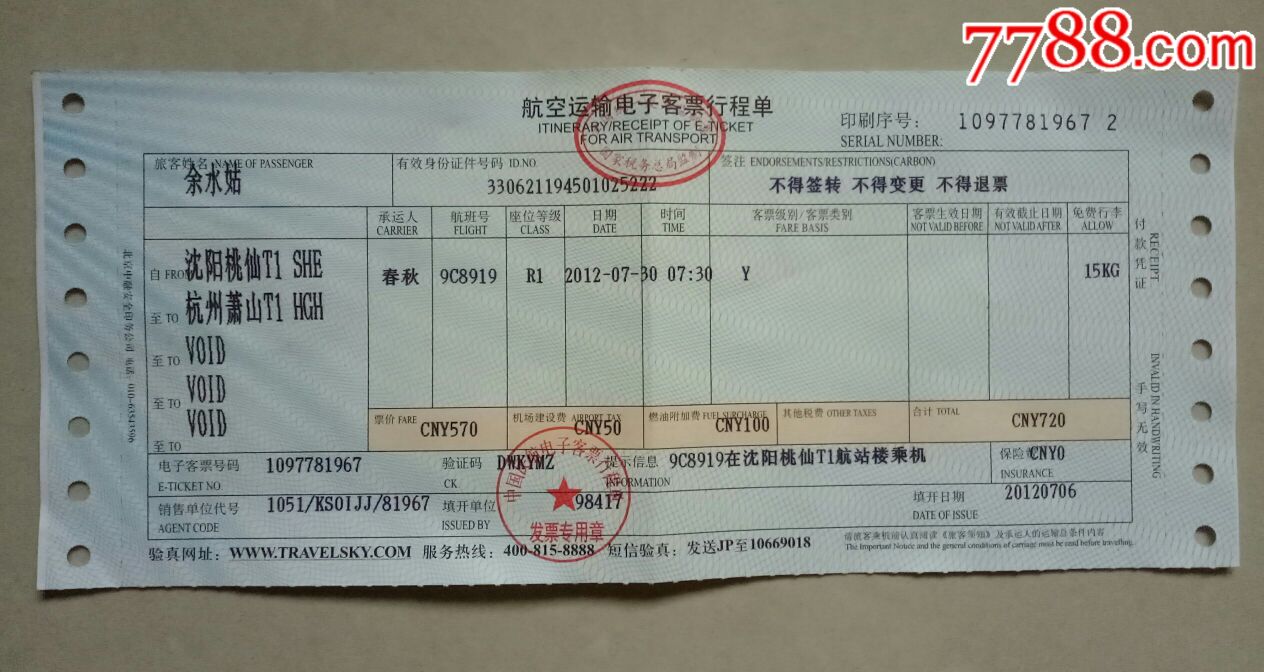 7788.com
航空运输电子客票行程单
ITINERARY/RECEIPT OF E-TICKET
FOR AIR TRANSPORT
国家税务总局监制
印刷序号： 1097781967 2
SERIAL NUMBER:
旅客姓名 NAME OF PASSENGER
余水姑
有效身份证件号码 ID.NO
330621194501025222
签注 ENDORSEMENTS/RESTRICTIONS(CARBON)
不得签转 不得变更 不得退票
承运人 航班号 座位等级 日期 时间 客票级别/客票类别 客票生效日期 有效截止日期 免费行李
CARRIER FLIGHT CLASS DATE TIME FARE BASIS NOT VALID BEFORE NOT VALID AFTER ALLOW
自 FROM 沈阳桃仙T1 SHE 春秋 9C8919 R1 2012-07-30 07:30 Y 15KG
至 TO 杭州萧山T1 HGH
至 TO VOID
至 TO VOID
至 TO VOID
票价 FARE CNY570 机场建设费 AIRPORT TAX CNY50 燃油附加费 FUEL SURCHARGE CNY100 其他税费 OTHER TAXES 合计 TOTAL CNY720
电子客票号码 1097781967 验证码 DWKYMZ 提示信息 9C8919在沈阳桃仙T1航站楼乘机 保险费 CNY0
E-TICKET NO. CK INFORMATION INSURANCE
销售单位代号 1051/KS0IJJ/81967 填开单位 98417 填开日期 20120706
AGENT CODE ISSUED BY DATE OF ISSUE
发票专用章
验真网址：WWW.TRAVELSKY.COM 服务热线：400-815-8888 短信验真：发送JP至10669018
请旅客乘机前认真阅读《旅客须知》及承运人的运输总条件内容
The Important Notice and the general conditions of carriage must be read before travelling.
付款凭证
RECEIPT
手写无效
INVALID IN HANDWRITING